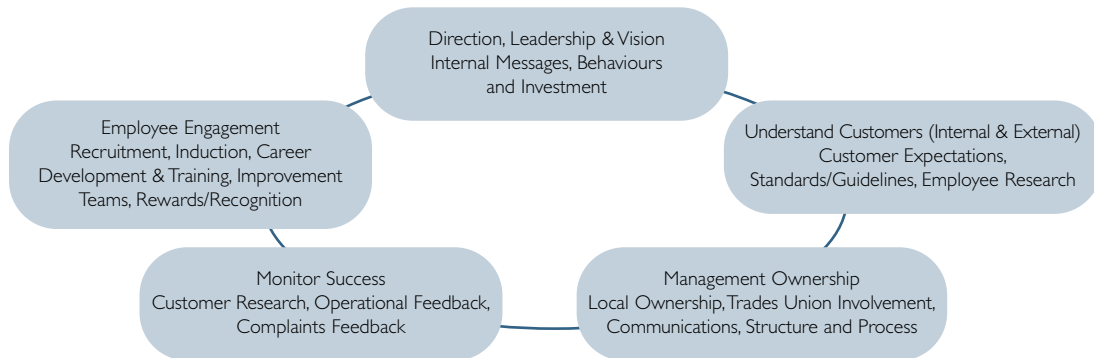 Direction, Leadership & Vision
Internal Messages, Behaviours
and Investment
Employee Engagement
Recruitment, Induction, Career
Development & Training, Improvement
Teams, Rewards/Recognition
Understand Customers (Internal & External)
Customer Expectations,
Standards/Guidelines, Employee Research
Monitor Success
Customer Research, Operational Feedback,
Complaints Feedback
Management Ownership
Local Ownership, Trades Union Involvement,
Communications, Structure and Process